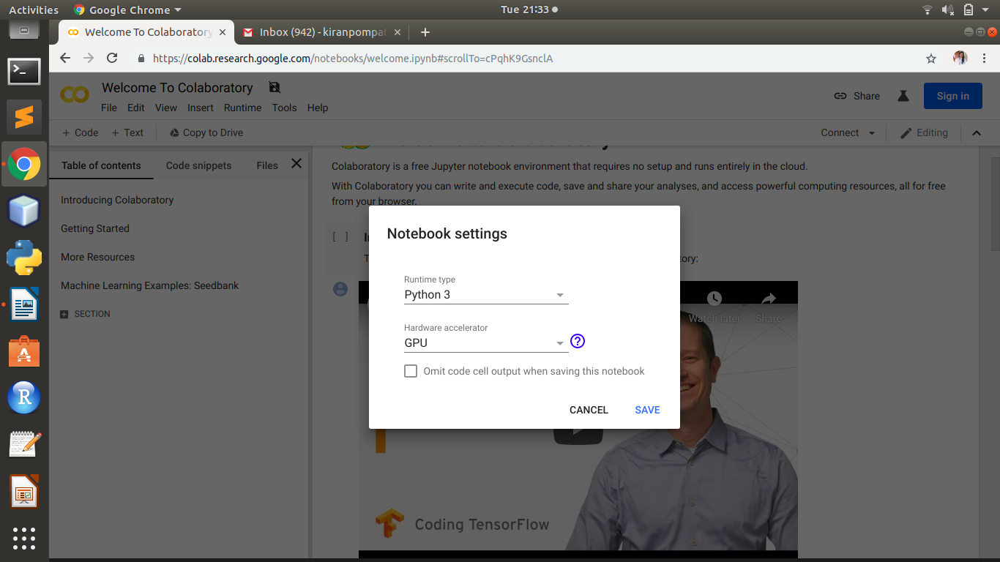 Activities Google Chrome Tue 21:33
Welcome To Colaboratory Inbox (942) - kiranpompa
https://colab.research.google.com/notebooks/welcome.ipynb#scrollTo=cPqhK9GsnclA
Welcome To Colaboratory
File Edit View Insert Runtime Tools Help
Share Sign in
+ Code + Text Copy to Drive Connect Editing
Table of contents Code snippets Files
Introducing Colaboratory
Getting Started
More Resources
Machine Learning Examples: Seedbank
SECTION
Colaboratory is a free Jupyter notebook environment that requires no setup and runs entirely in the cloud.
With Colaboratory you can write and execute code, save and share your analyses, and access powerful computing resources, all for free
from your browser.
[ ]
tory:
Notebook settings
Runtime type
Python 3
Hardware accelerator
GPU
?
Omit code cell output when saving this notebook
CANCEL SAVE
Watch later Share
Coding TensorFlow
R